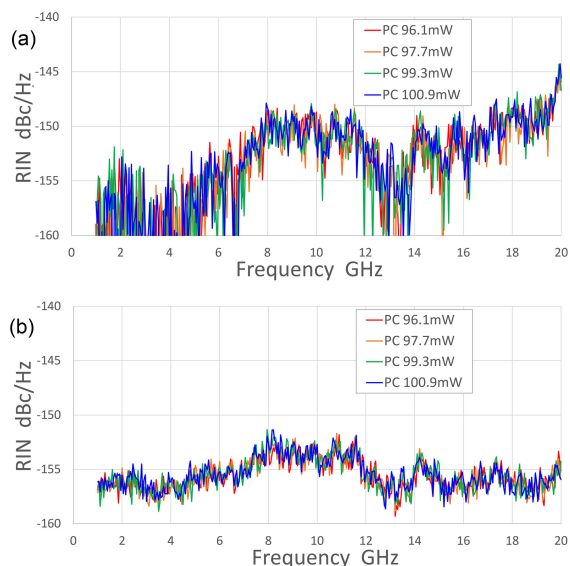 (a)
-140
-145
-150
-155
-160
RIN dBc/Hz
PC 96.1mW
PC 97.7mW
PC 99.3mW
PC 100.9mW
0 2 4 6 8 10 12 14 16 18 20
Frequency GHz
(b)
-140
-145
-150
-155
-160
RIN dBc/Hz
PC 96.1mW
PC 97.7mW
PC 99.3mW
PC 100.9mW
0 2 4 6 8 10 12 14 16 18 20
Frequency GHz